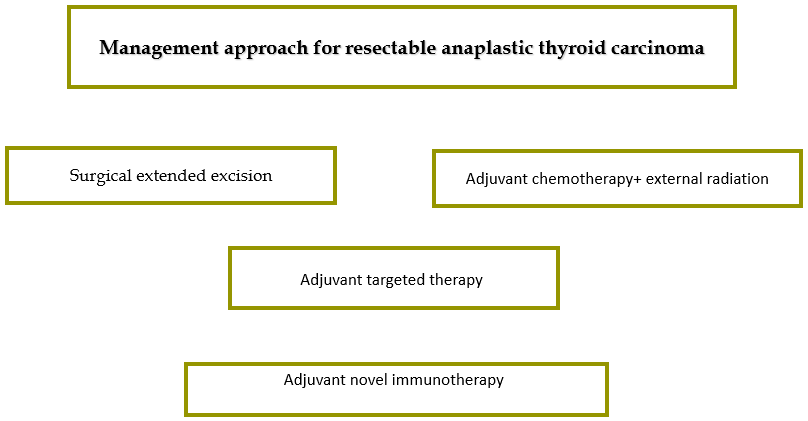 Management approach for resectable anaplastic thyroid carcinoma
Surgical extended excision
Adjuvant chemotherapy+ external radiation
Adjuvant targeted therapy
Adjuvant novel immunotherapy